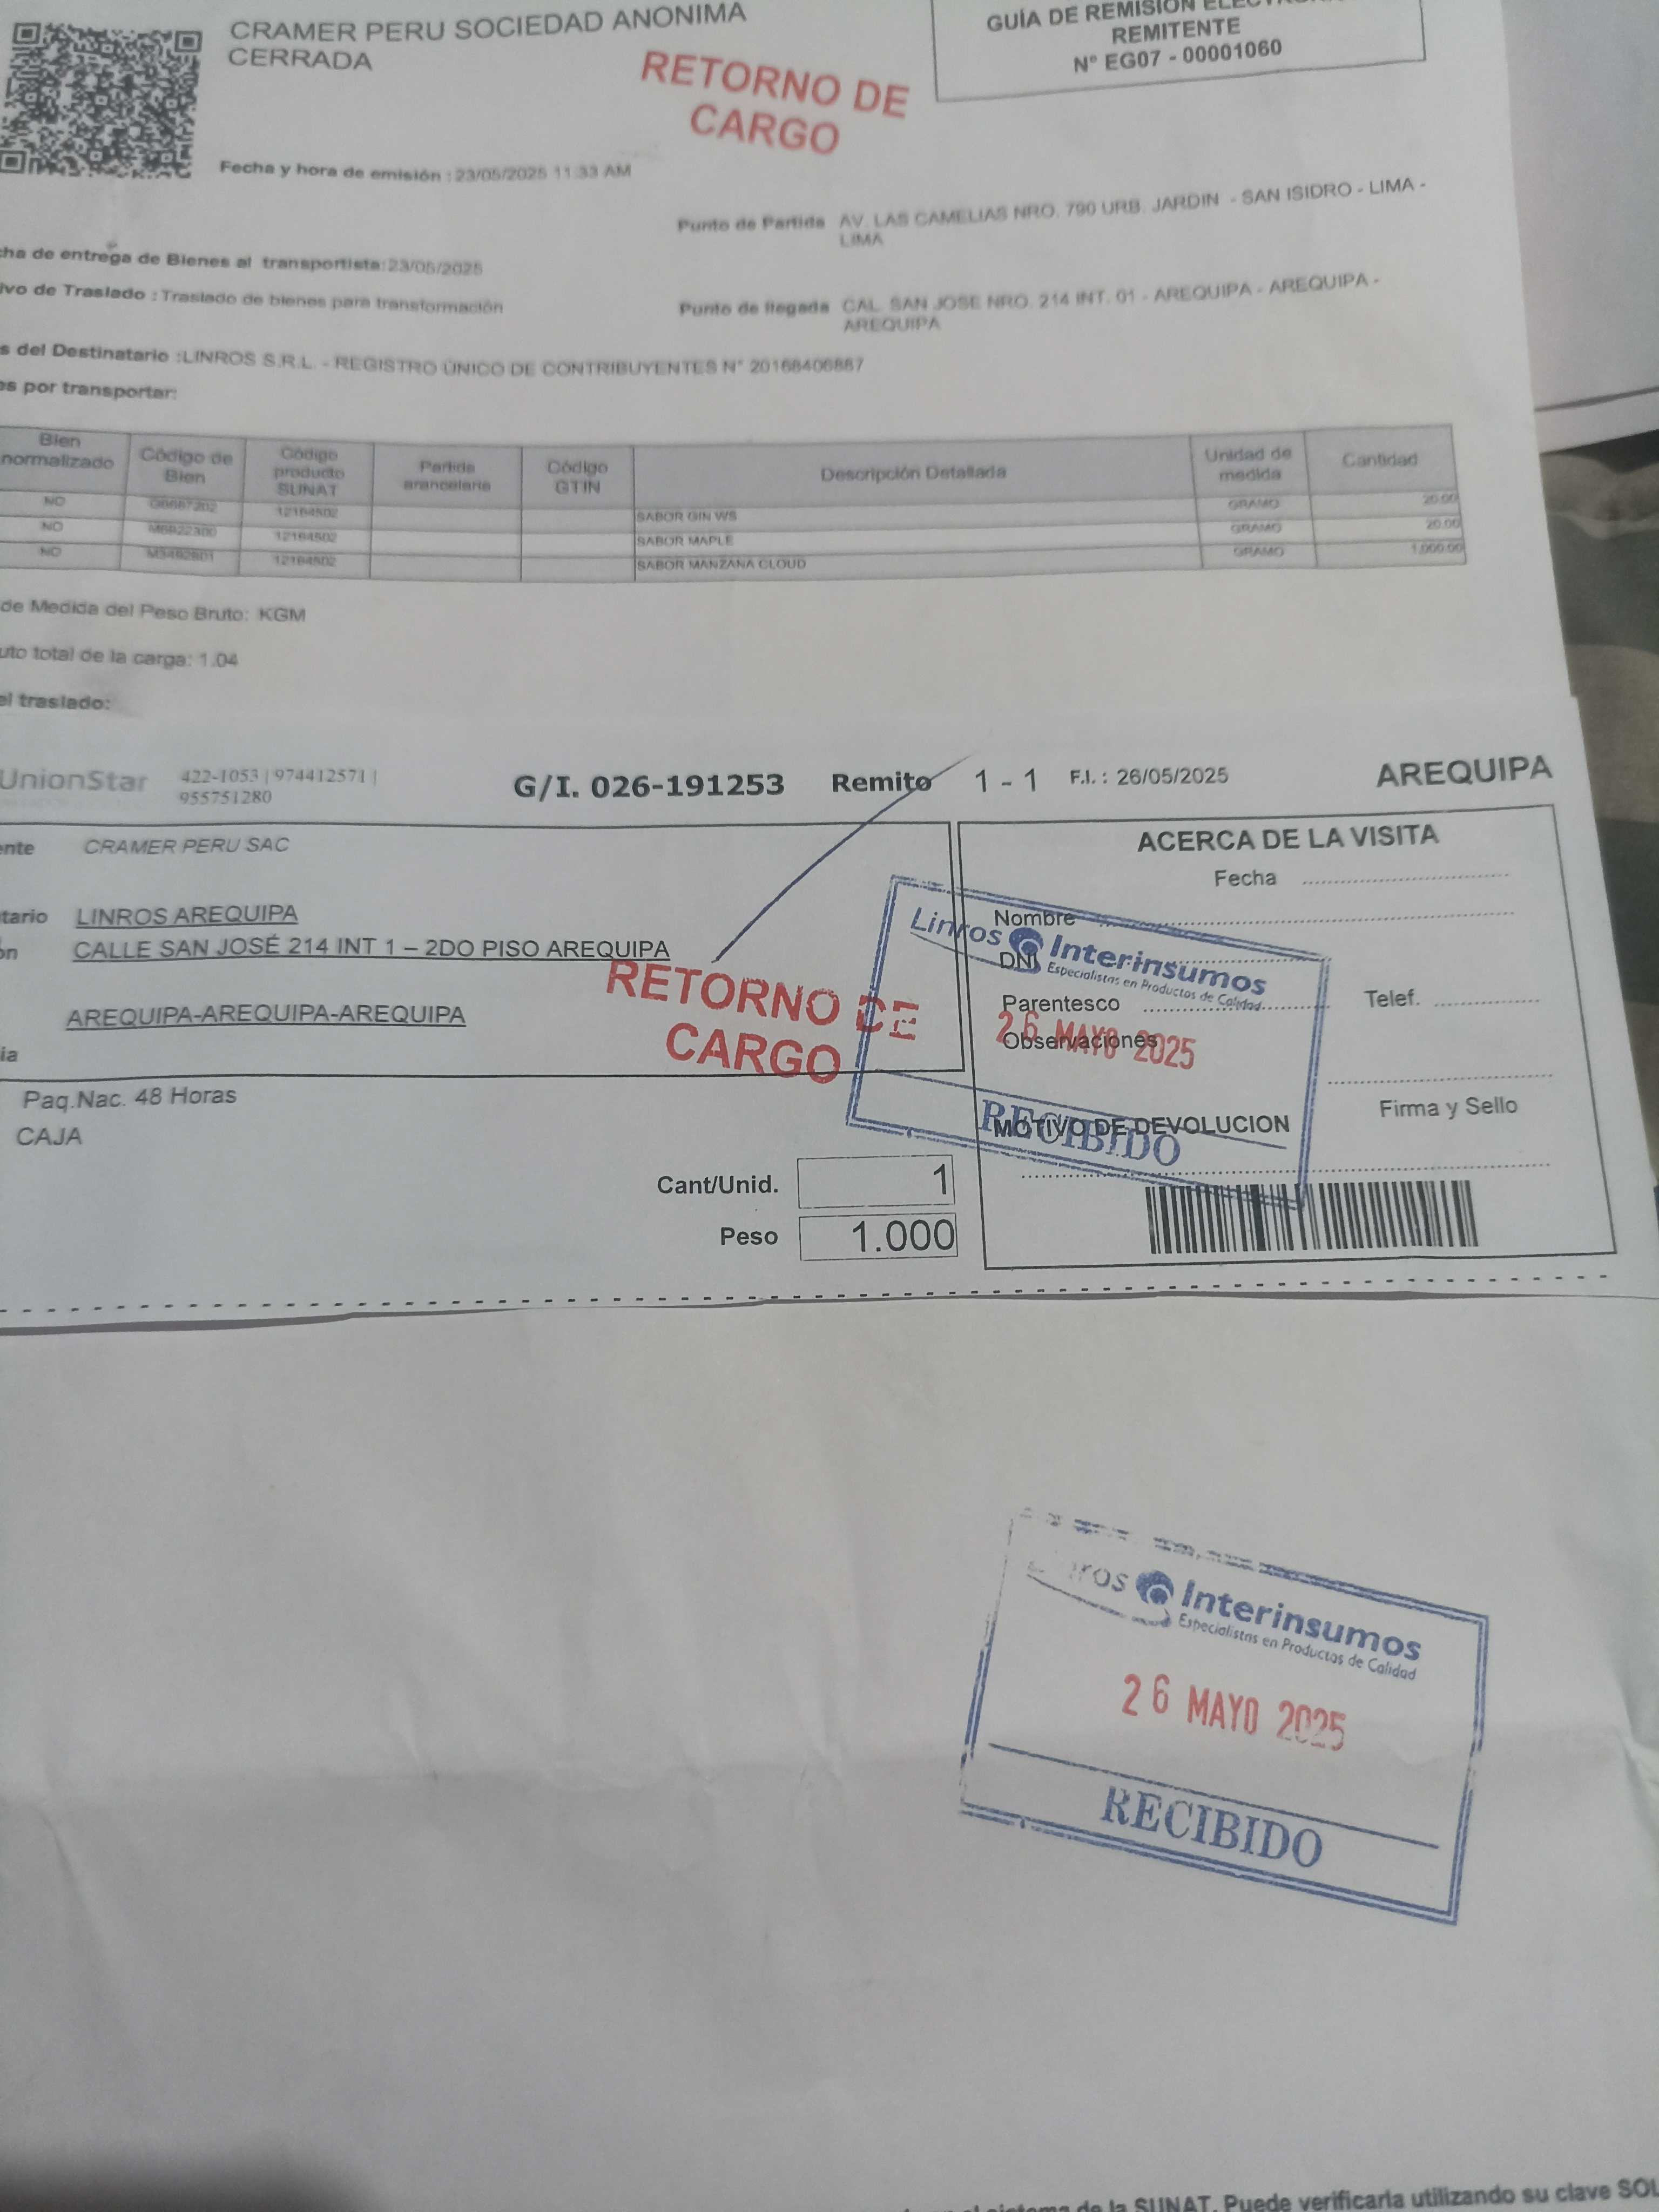 CRAMER PERU SOCIEDAD ANONIMA
CERRADA
GUÍA DE REMISIÓN
REMITENTE
N° EG07 - 00001060
RETORNO DE
CARGO
Fecha y hora de emisión : 23/05/2025 11:33 AM
Punto de Partida AV. LAS CAMELIAS NRO. 790 URB. JARDIN - SAN ISIDRO - LIMA -
LIMA
cha de entrega de Bienes al transportista:23/05/2025
ivo de Traslado : Traslado de bienes para transformación
Punto de llegada CAL. SAN JOSE NRO. 214 INT. 01 - AREQUIPA - AREQUIPA -
AREQUIPA
s del Destinatario :LINROS S.R.L. - REGISTRO ÚNICO DE CONTRIBUYENTES N° 20168406887
es por transportar:
Bien normalizado Código de Bien Código producto SUNAT Partida arancelaria Código GTIN Descripción Detallada Unidad de medida Cantidad
NO 12164502 SABOR GIN WS GRAMO 20.00
NO 12164502 SABOR MAPLE GRAMO 20.00
NO 12164502 SABOR MANZANA CLOUD GRAMO 1,000.00
de Medida del Peso Bruto: KGM
uto total de la carga: 1.04
el traslado:
UnionStar 422-1053 | 974412571 |
955751280
G/I. 026-191253 Remito 1 - 1 F.I. : 26/05/2025 AREQUIPA
ente CRAMER PERU SAC
tario LINROS AREQUIPA
ón CALLE SAN JOSÉ 214 INT 1 – 2DO PISO AREQUIPA
AREQUIPA-AREQUIPA-AREQUIPA
ia
RETORNO DE
CARGO
Paq.Nac. 48 Horas
CAJA
Cant/Unid. 1
Peso 1.000
ACERCA DE LA VISITA
Fecha
Nombre
DNI
Parentesco
Telef.
Observaciones
Firma y Sello
MOTIVO DE DEVOLUCION
Linros Interinsumos
Especialistas en Productos de Calidad
26 MAYO 2025
RECIBIDO
Interinsumos
Especialistas en Productos de Calidad
26 MAYO 2025
RECIBIDO
de la SUNAT. Puede verificarla utilizando su clave SOL